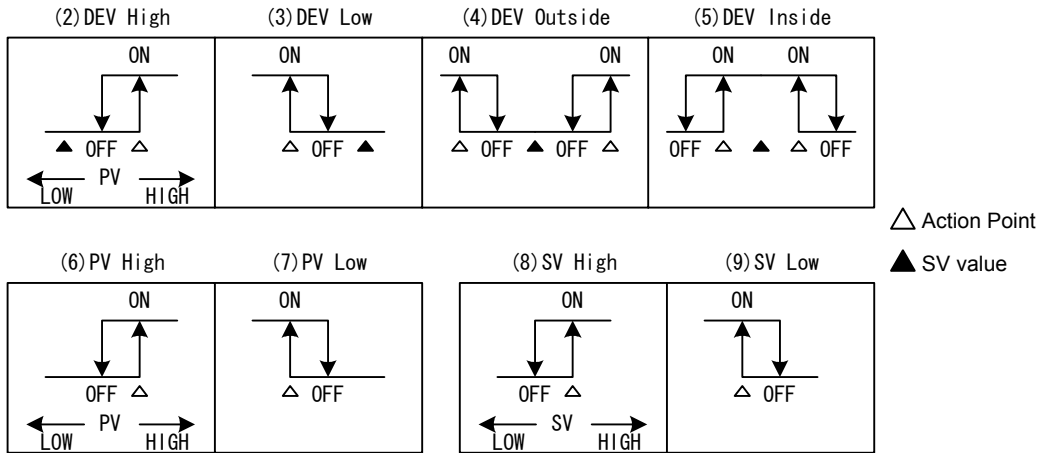 (2)DEV High (3)DEV Low (4)DEV Outside (5)DEV Inside
ON ON ON ON ON ON
▲ OFF △ △ OFF ▲ △ OFF ▲ OFF △ OFF △ ▲ △ OFF
PV
LOW HIGH
△ Action Point
▲ SV value
(6)PV High (7)PV Low (8)SV High (9)SV Low
ON ON ON ON
OFF △ △ OFF OFF △ △ OFF
PV SV
LOW HIGH LOW HIGH